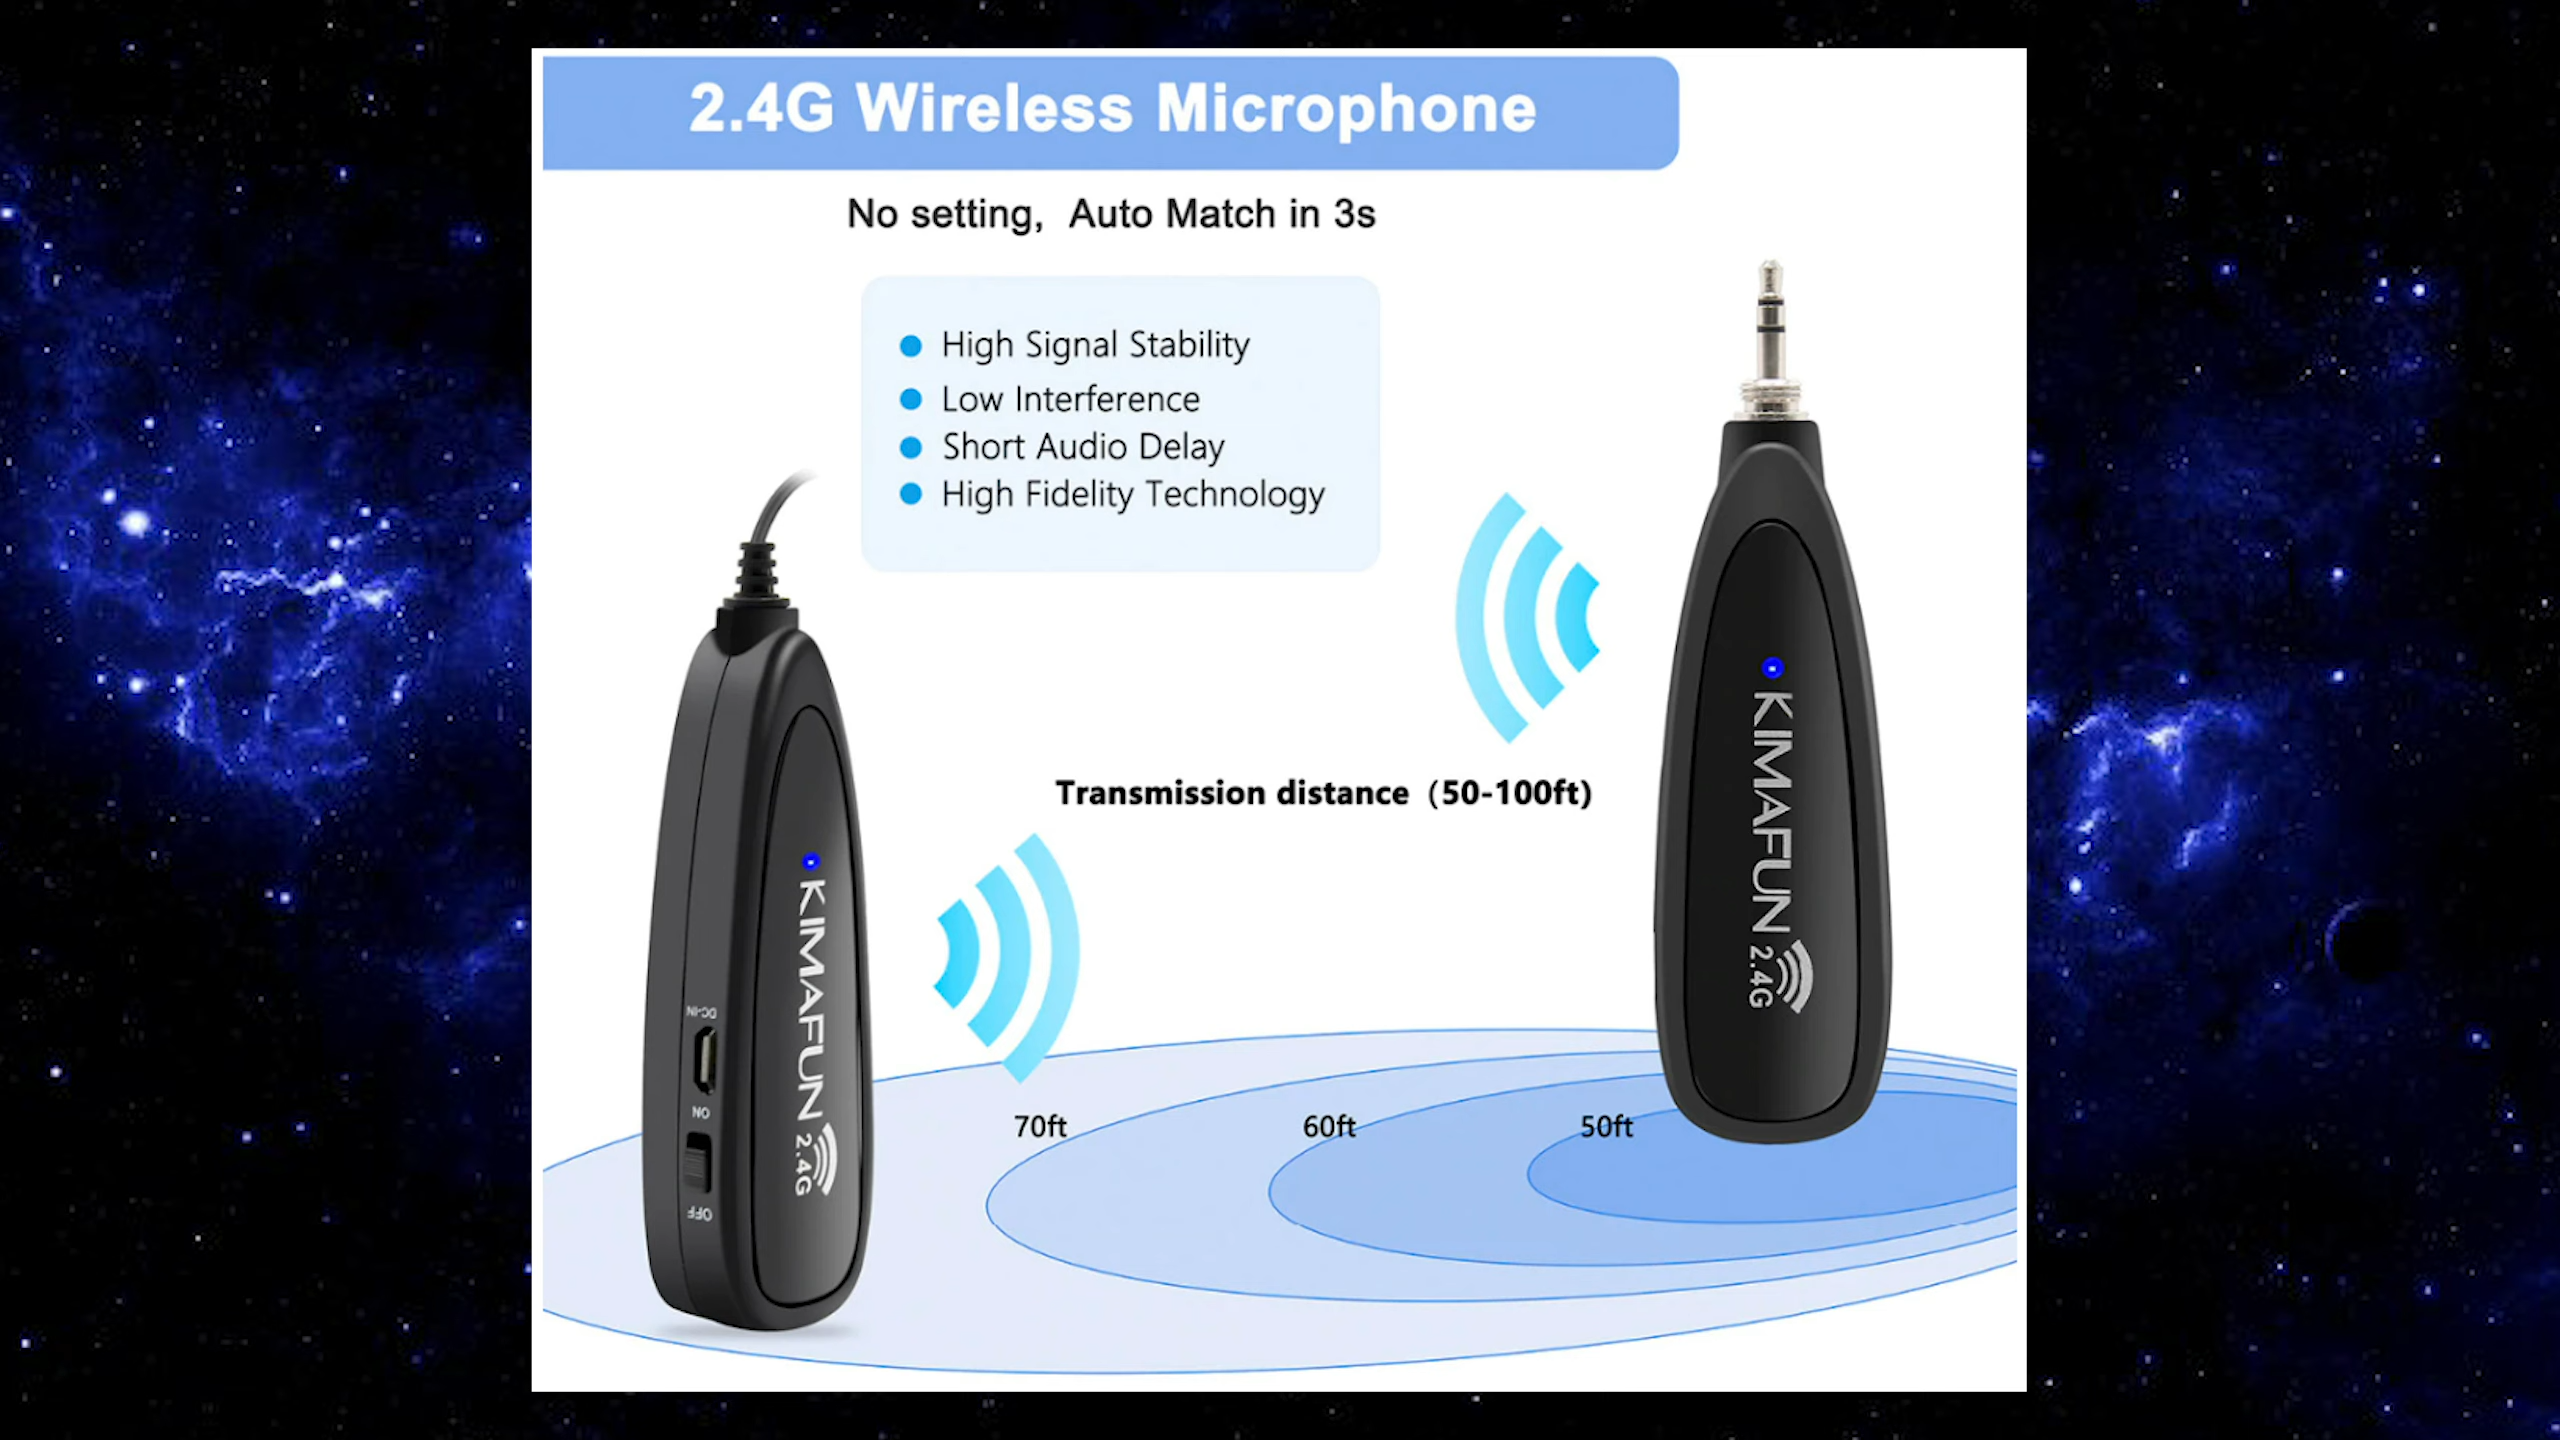 2.4G Wireless Microphone
No setting, Auto Match in 3s
High Signal Stability
Low Interference
Short Audio Delay
High Fidelity Technology
Transmission distance (50-100ft)
KIMAFUN 2.4G
KIMAFUN 2.4G
DC-IN
ON
OFF
70ft
60ft
50ft